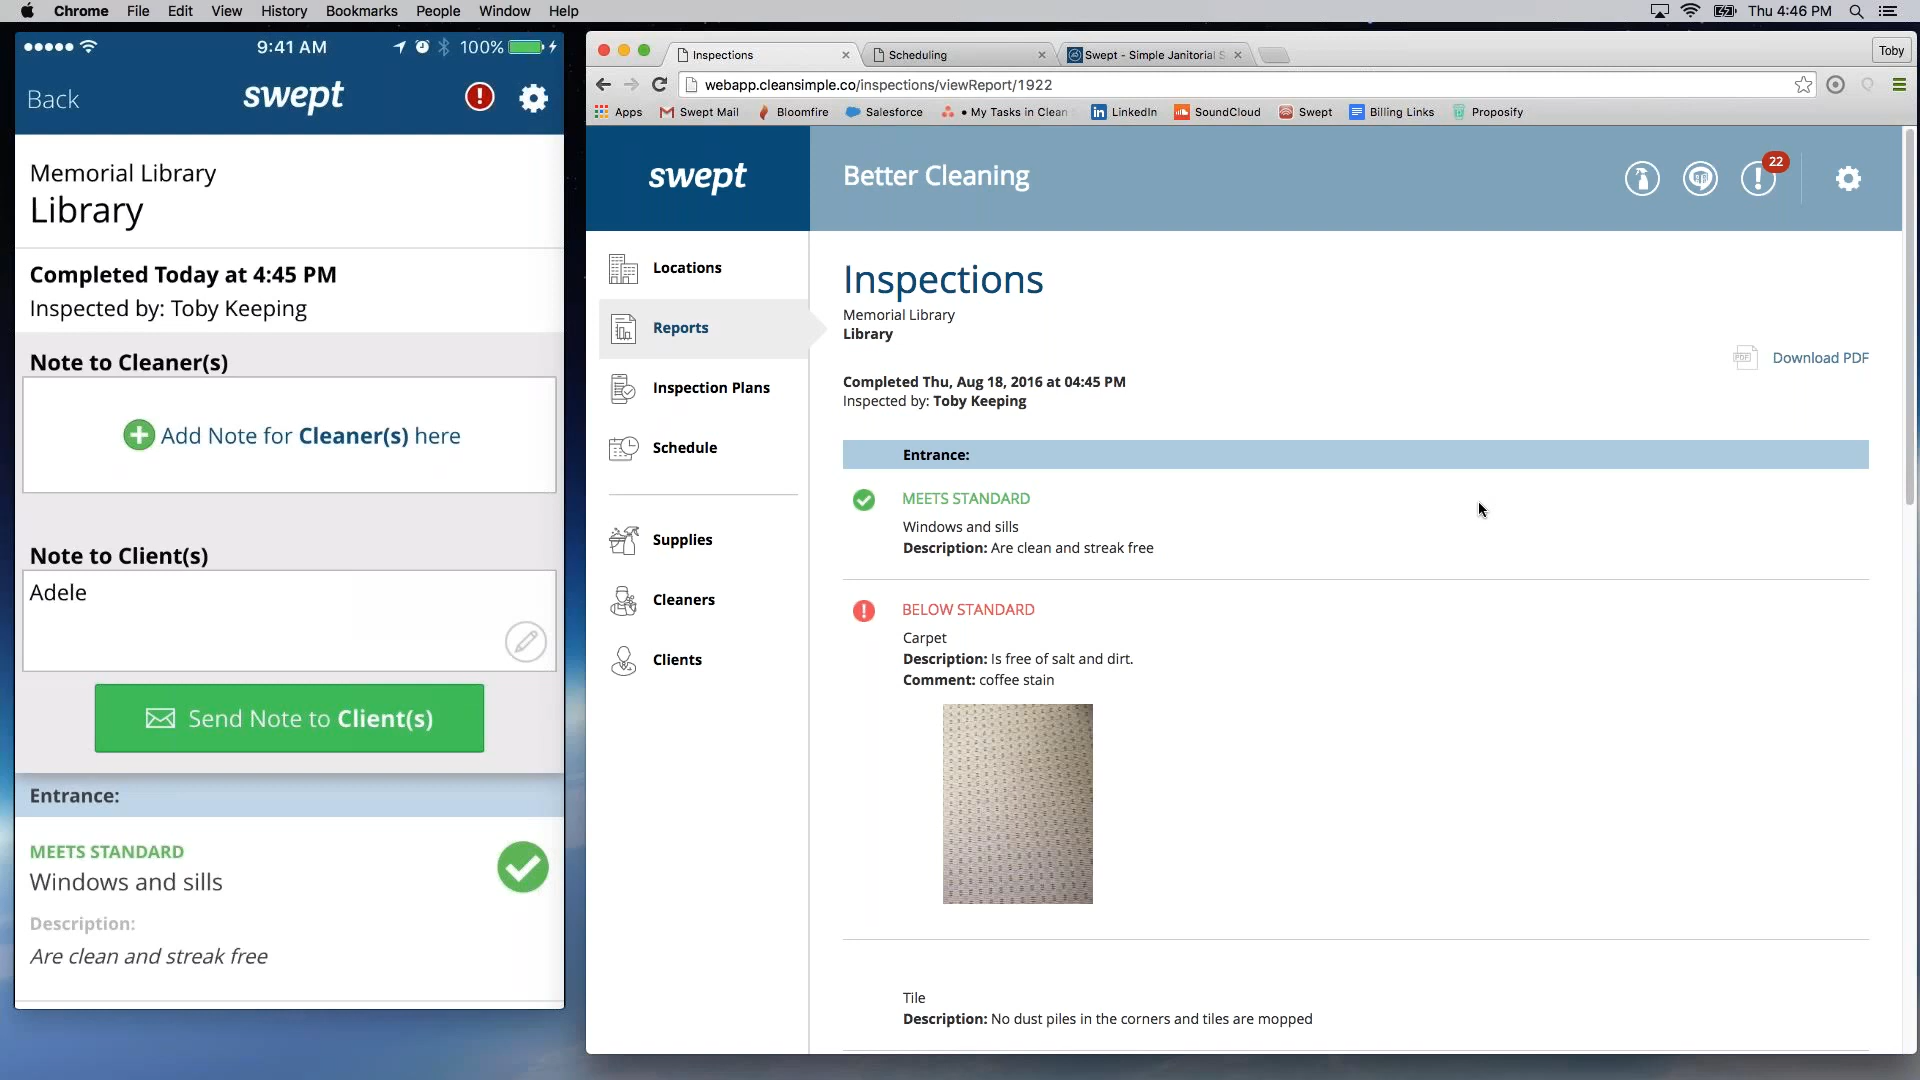 Chrome File Edit View History Bookmarks People Window Help
Thu 4:46 PM
9:41 AM
100%
Back
swept
Memorial Library
Library
Completed Today at 4:45 PM
Inspected by: Toby Keeping
Note to Cleaner(s)
Add Note for Cleaner(s) here
Note to Client(s)
Adele
Send Note to Client(s)
Entrance:
MEETS STANDARD
Windows and sills
Description:
Are clean and streak free
Inspections
Scheduling
Swept - Simple Janitorial S
Toby
webapp.cleansimple.co/inspections/viewReport/1922
Apps Swept Mail Bloomfire Salesforce • My Tasks in Clean LinkedIn SoundCloud Swept Billing Links Proposify
swept
Better Cleaning
22
Locations
Reports
Inspection Plans
Schedule
Supplies
Cleaners
Clients
Inspections
Memorial Library
Library
PDF
Download PDF
Completed Thu, Aug 18, 2016 at 04:45 PM
Inspected by: Toby Keeping
Entrance:
MEETS STANDARD
Windows and sills
Description: Are clean and streak free
BELOW STANDARD
Carpet
Description: Is free of salt and dirt.
Comment: coffee stain
Tile
Description: No dust piles in the corners and tiles are mopped